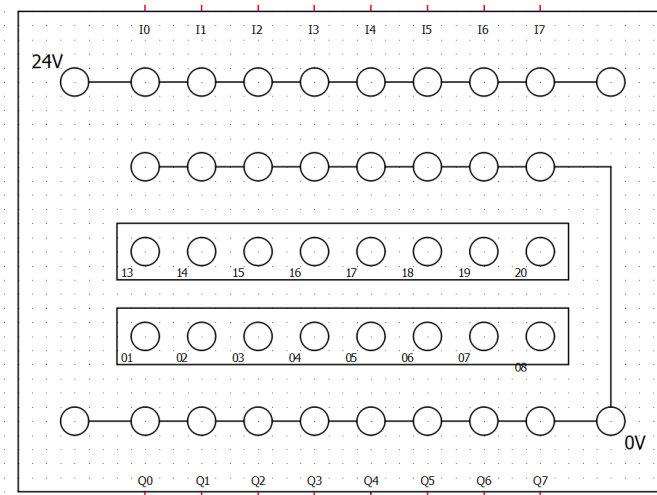 I0 I1 I2 I3 I4 I5 I6 I7
24V
13 14 15 16 17 18 19 20
01 02 03 04 05 06 07 08
0V
Q0 Q1 Q2 Q3 Q4 Q5 Q6 Q7